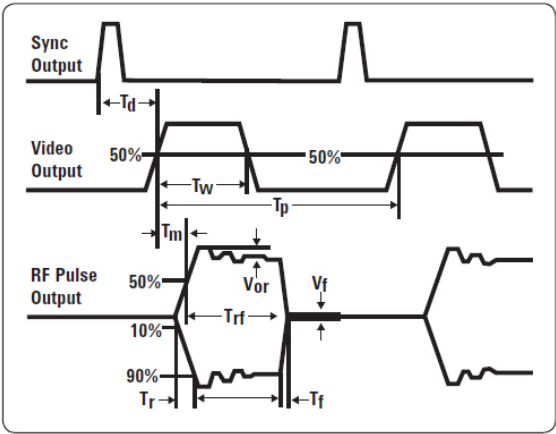 Sync
Output
Td
Video
Output
50%
50%
TW
Tp
Tm
RF Pulse
Output
50%
Vor
Vf
Trf
10%
90%
Tr
Tf